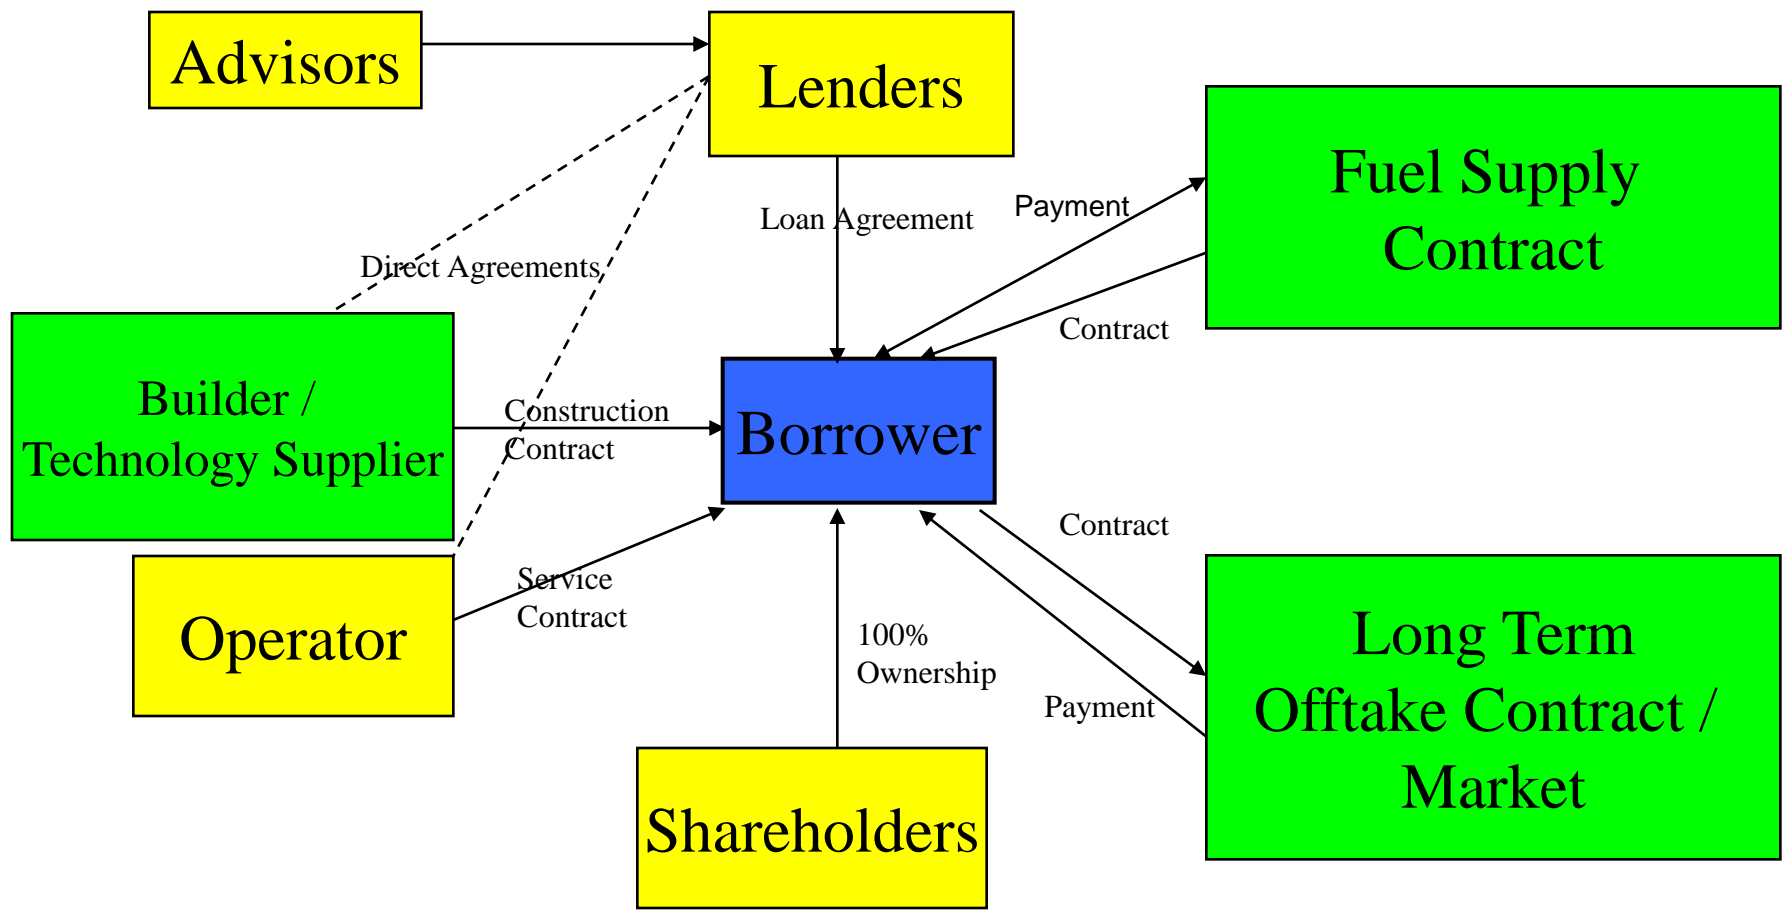 Advisors
Lenders
Fuel Supply
Contract
Payment
Loan Agreement
Direct Agreements
Contract
Builder /
Technology Supplier
Construction
Contract
Borrower
Contract
Service
Contract
Operator
100%
Ownership
Payment
Long Term
Offtake Contract /
Market
Shareholders